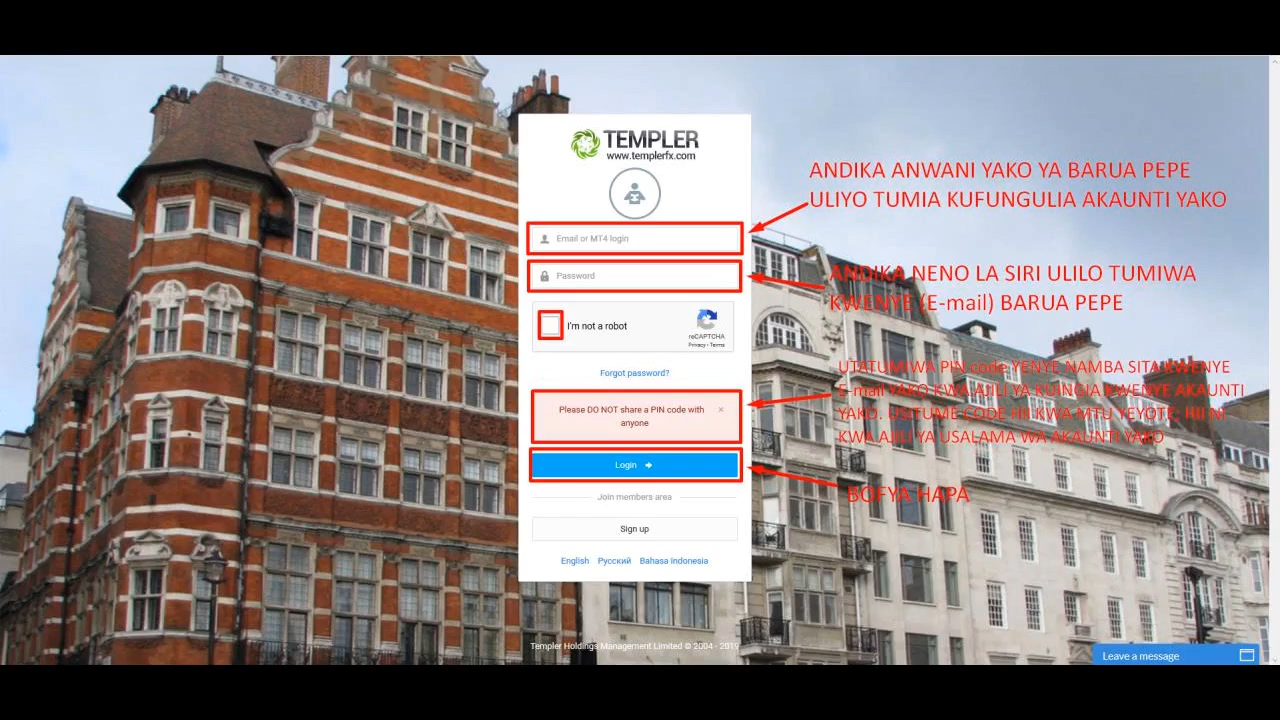 TEMPLER
www.templerfx.com
ANDIKA ANWANI YAKO YA BARUA PEPE
ULIYO TUMIA KUFUNGULIA AKAUNTI YAKO
Email or MT4 login
ANDIKA NENO LA SIRI ULILO TUMIWA
KWENYE (E-mail) BARUA PEPE
Password
I'm not a robot
reCAPTCHA
Privacy - Terms
Forgot password?
UTATUMIWA PIN code YENYE NAMBA SITA KWENYE
E-mail YAKO KWA AJILI YA KUINGIA KWENYE AKAUNTI
YAKO. USITUME CODE HII KWA MTU YEYOTE. HII NI
KWA AJILI YA USALAMA WA AKAUNTI YAKO
Please DO NOT share a PIN code with
anyone
×
Login
BOFYA HAPA
Join members area
Sign up
English Русский Bahasa Indonesia
Templer Holdings Management Limited © 2004 - 2019
Leave a message